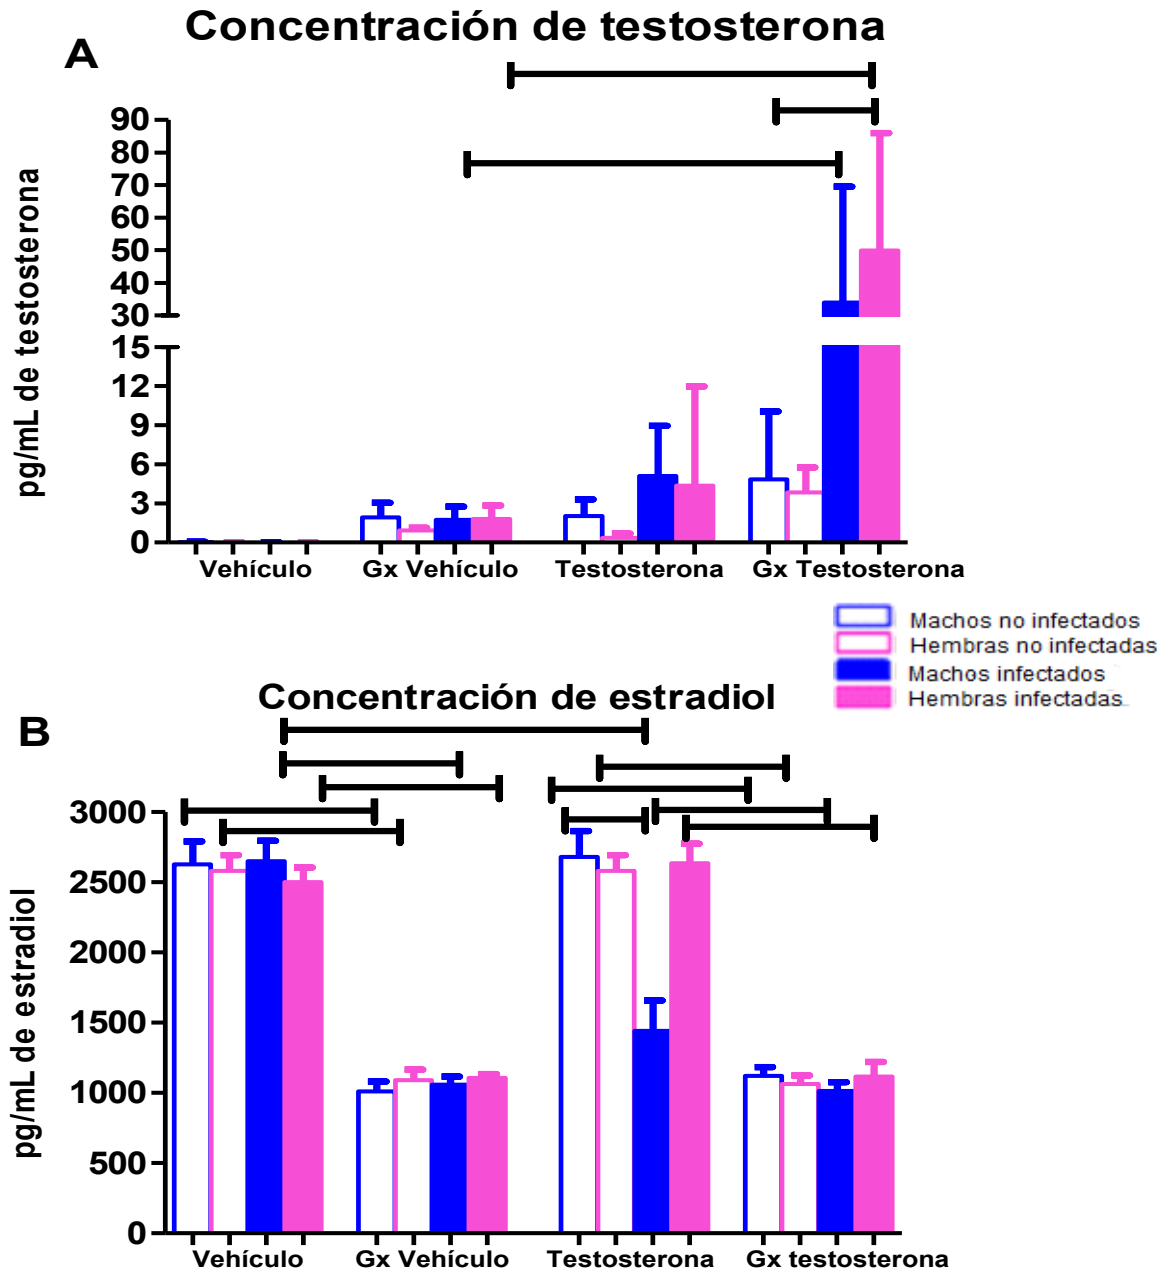 Concentración de testosterona
A
pg/mL de testosterona
90
80
70
60
50
40
30
15
12
9
6
3
0
Vehículo Gx Vehículo Testosterona Gx Testosterona
Machos no infectados
Hembras no infectadas
Machos infectados
Hembras infectadas
Concentración de estradiol
B
pg/mL de estradiol
3000
2500
2000
1500
1000
500
0
Vehículo Gx Vehículo Testosterona Gx testosterona